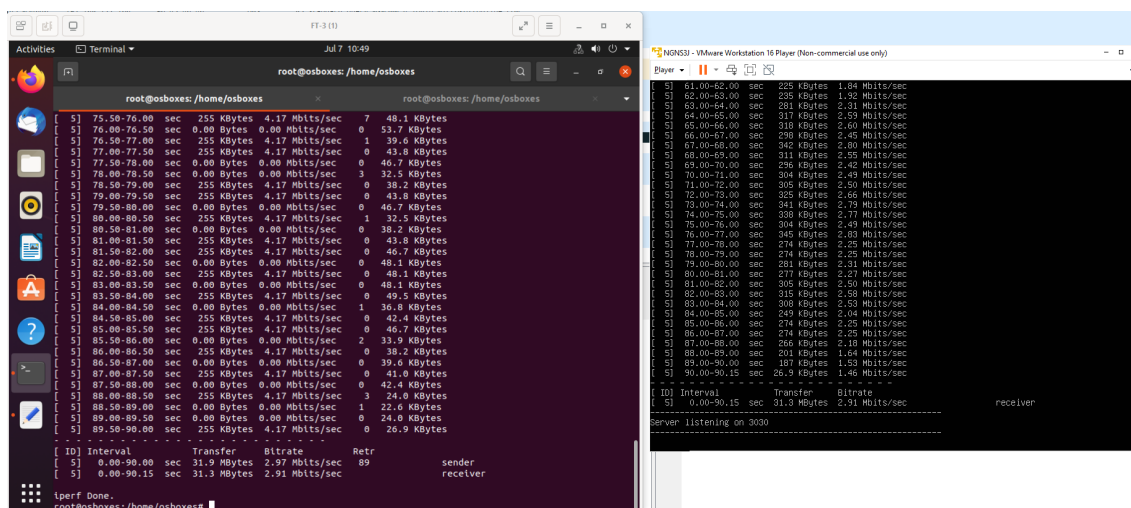 FT-3 (1)
Activities
Terminal
Jul 7 10:49
root@osboxes: /home/osboxes
root@osboxes: /home/osboxes
root@osboxes: /home/osboxes
[ 5] 75.50-76.00 sec 255 KBytes 4.17 Mbits/sec 7 48.1 KBytes
[ 5] 76.00-76.50 sec 0.00 Bytes 0.00 Mbits/sec 0 53.7 KBytes
[ 5] 76.50-77.00 sec 255 KBytes 4.17 Mbits/sec 1 39.6 KBytes
[ 5] 77.00-77.50 sec 255 KBytes 4.17 Mbits/sec 0 43.8 KBytes
[ 5] 77.50-78.00 sec 0.00 Bytes 0.00 Mbits/sec 0 46.7 KBytes
[ 5] 78.00-78.50 sec 0.00 Bytes 0.00 Mbits/sec 3 32.5 KBytes
[ 5] 78.50-79.00 sec 255 KBytes 4.17 Mbits/sec 0 38.2 KBytes
[ 5] 79.00-79.50 sec 255 KBytes 4.17 Mbits/sec 0 43.8 KBytes
[ 5] 79.50-80.00 sec 0.00 Bytes 0.00 Mbits/sec 0 46.7 KBytes
[ 5] 80.00-80.50 sec 255 KBytes 4.17 Mbits/sec 1 32.5 KBytes
[ 5] 80.50-81.00 sec 0.00 Bytes 0.00 Mbits/sec 0 38.2 KBytes
[ 5] 81.00-81.50 sec 255 KBytes 4.17 Mbits/sec 0 43.8 KBytes
[ 5] 81.50-82.00 sec 255 KBytes 4.17 Mbits/sec 0 46.7 KBytes
[ 5] 82.00-82.50 sec 0.00 Bytes 0.00 Mbits/sec 0 48.1 KBytes
[ 5] 82.50-83.00 sec 255 KBytes 4.17 Mbits/sec 0 48.1 KBytes
[ 5] 83.00-83.50 sec 0.00 Bytes 0.00 Mbits/sec 0 48.1 KBytes
[ 5] 83.50-84.00 sec 255 KBytes 4.17 Mbits/sec 0 49.5 KBytes
[ 5] 84.00-84.50 sec 0.00 Bytes 0.00 Mbits/sec 1 36.8 KBytes
[ 5] 84.50-85.00 sec 255 KBytes 4.17 Mbits/sec 0 42.4 KBytes
[ 5] 85.00-85.50 sec 255 KBytes 4.17 Mbits/sec 0 46.7 KBytes
[ 5] 85.50-86.00 sec 0.00 Bytes 0.00 Mbits/sec 2 33.9 KBytes
[ 5] 86.00-86.50 sec 255 KBytes 4.17 Mbits/sec 0 38.2 KBytes
[ 5] 86.50-87.00 sec 0.00 Bytes 0.00 Mbits/sec 0 39.6 KBytes
[ 5] 87.00-87.50 sec 255 KBytes 4.17 Mbits/sec 0 41.0 KBytes
[ 5] 87.50-88.00 sec 0.00 Bytes 0.00 Mbits/sec 0 42.4 KBytes
[ 5] 88.00-88.50 sec 255 KBytes 4.17 Mbits/sec 3 24.0 KBytes
[ 5] 88.50-89.00 sec 0.00 Bytes 0.00 Mbits/sec 1 22.6 KBytes
[ 5] 89.00-89.50 sec 0.00 Bytes 0.00 Mbits/sec 0 24.0 KBytes
[ 5] 89.50-90.00 sec 255 KBytes 4.17 Mbits/sec 0 26.9 KBytes
- - - - - - - - - - - - - - - - - - - - - - - - -
[ ID] Interval Transfer Bitrate Retr
[ 5] 0.00-90.00 sec 31.9 MBytes 2.97 Mbits/sec 89 sender
[ 5] 0.00-90.15 sec 31.3 MBytes 2.91 Mbits/sec receiver
iperf Done.
root@osboxes:/home/osboxes#
NGNS3J - VMware Workstation 16 Player (Non-commercial use only)
Player
[ 5] 61.00-62.00 sec 225 KBytes 1.84 Mbits/sec
[ 5] 62.00-63.00 sec 235 KBytes 1.92 Mbits/sec
[ 5] 63.00-64.00 sec 281 KBytes 2.31 Mbits/sec
[ 5] 64.00-65.00 sec 317 KBytes 2.59 Mbits/sec
[ 5] 65.00-66.00 sec 318 KBytes 2.60 Mbits/sec
[ 5] 66.00-67.00 sec 298 KBytes 2.45 Mbits/sec
[ 5] 67.00-68.00 sec 342 KBytes 2.80 Mbits/sec
[ 5] 68.00-69.00 sec 311 KBytes 2.55 Mbits/sec
[ 5] 69.00-70.00 sec 296 KBytes 2.42 Mbits/sec
[ 5] 70.00-71.00 sec 304 KBytes 2.49 Mbits/sec
[ 5] 71.00-72.00 sec 305 KBytes 2.50 Mbits/sec
[ 5] 72.00-73.00 sec 325 KBytes 2.66 Mbits/sec
[ 5] 73.00-74.00 sec 341 KBytes 2.79 Mbits/sec
[ 5] 74.00-75.00 sec 338 KBytes 2.77 Mbits/sec
[ 5] 75.00-76.00 sec 304 KBytes 2.49 Mbits/sec
[ 5] 76.00-77.00 sec 345 KBytes 2.83 Mbits/sec
[ 5] 77.00-78.00 sec 274 KBytes 2.25 Mbits/sec
[ 5] 78.00-79.00 sec 274 KBytes 2.25 Mbits/sec
[ 5] 79.00-80.00 sec 281 KBytes 2.31 Mbits/sec
[ 5] 80.00-81.00 sec 277 KBytes 2.27 Mbits/sec
[ 5] 81.00-82.00 sec 305 KBytes 2.50 Mbits/sec
[ 5] 82.00-83.00 sec 315 KBytes 2.58 Mbits/sec
[ 5] 83.00-84.00 sec 308 KBytes 2.53 Mbits/sec
[ 5] 84.00-85.00 sec 249 KBytes 2.04 Mbits/sec
[ 5] 85.00-86.00 sec 274 KBytes 2.25 Mbits/sec
[ 5] 86.00-87.00 sec 274 KBytes 2.25 Mbits/sec
[ 5] 87.00-88.00 sec 266 KBytes 2.18 Mbits/sec
[ 5] 88.00-89.00 sec 201 KBytes 1.64 Mbits/sec
[ 5] 89.00-90.00 sec 187 KBytes 1.53 Mbits/sec
[ 5] 90.00-90.15 sec 26.9 KBytes 1.46 Mbits/sec
- - - - - - - - - - - - - - - - - - - - - - - - -
[ ID] Interval Transfer Bitrate
[ 5] 0.00-90.15 sec 31.3 MBytes 2.91 Mbits/sec receiver
-----------------------------------------------------------
Server listening on 3030
-----------------------------------------------------------